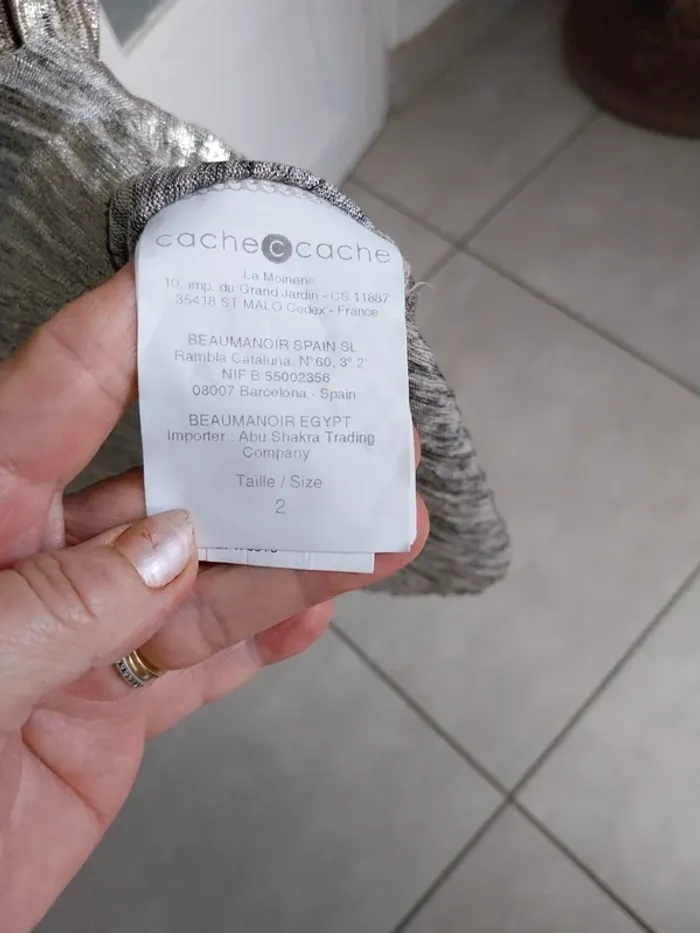 cache c cache
La Moinerie
10, imp. du Grand Jardin - CS 11887
35418 ST MALO Cedex - France
BEAUMANOIR SPAIN SL
Rambla Cataluna, N°60, 3° 2ª
NIF B 55002356
08007 Barcelona - Spain
BEAUMANOIR EGYPT
Importer : Abu Shakra Trading
Company
Taille / Size
2